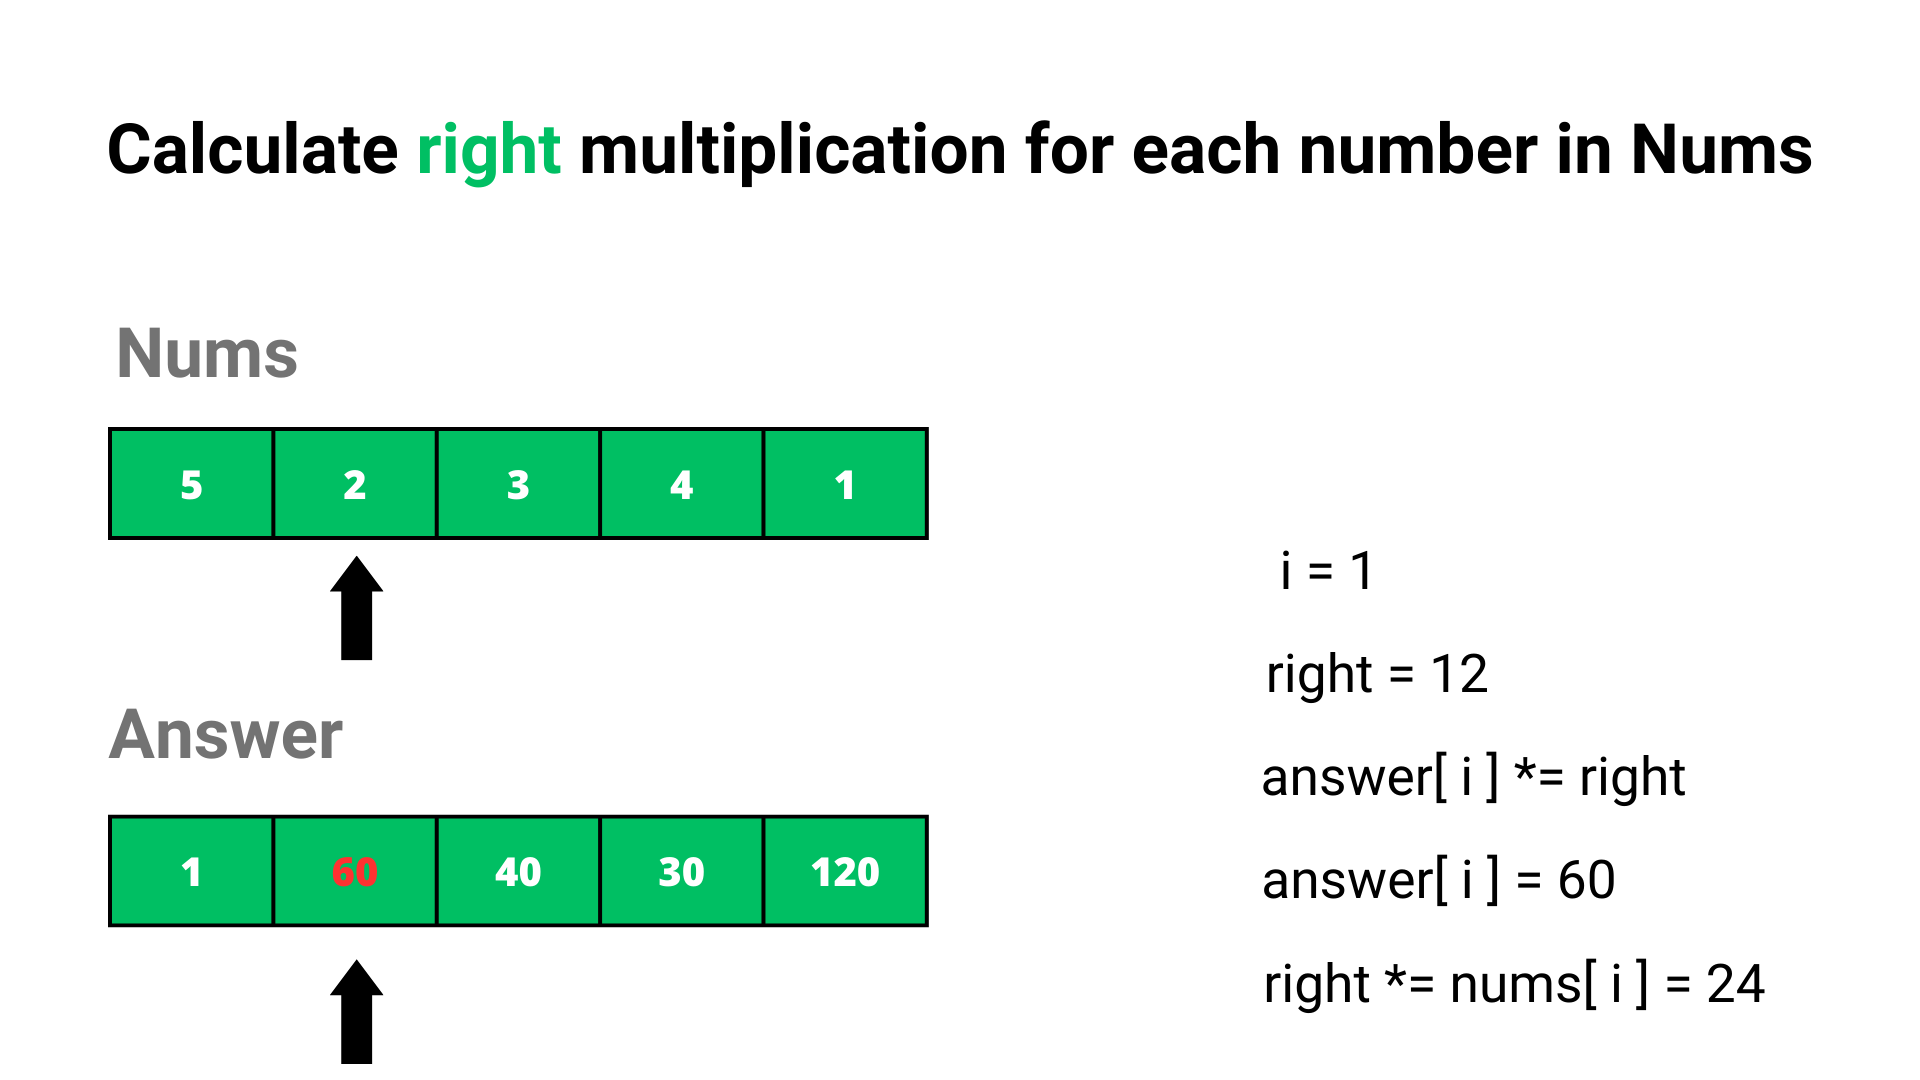 Calculate right multiplication for each number in Nums
Nums
5 2 3 4 1
i = 1
right = 12
Answer
answer[ i ] *= right
1 60 40 30 120
answer[ i ] = 60
right *= nums[ i ] = 24